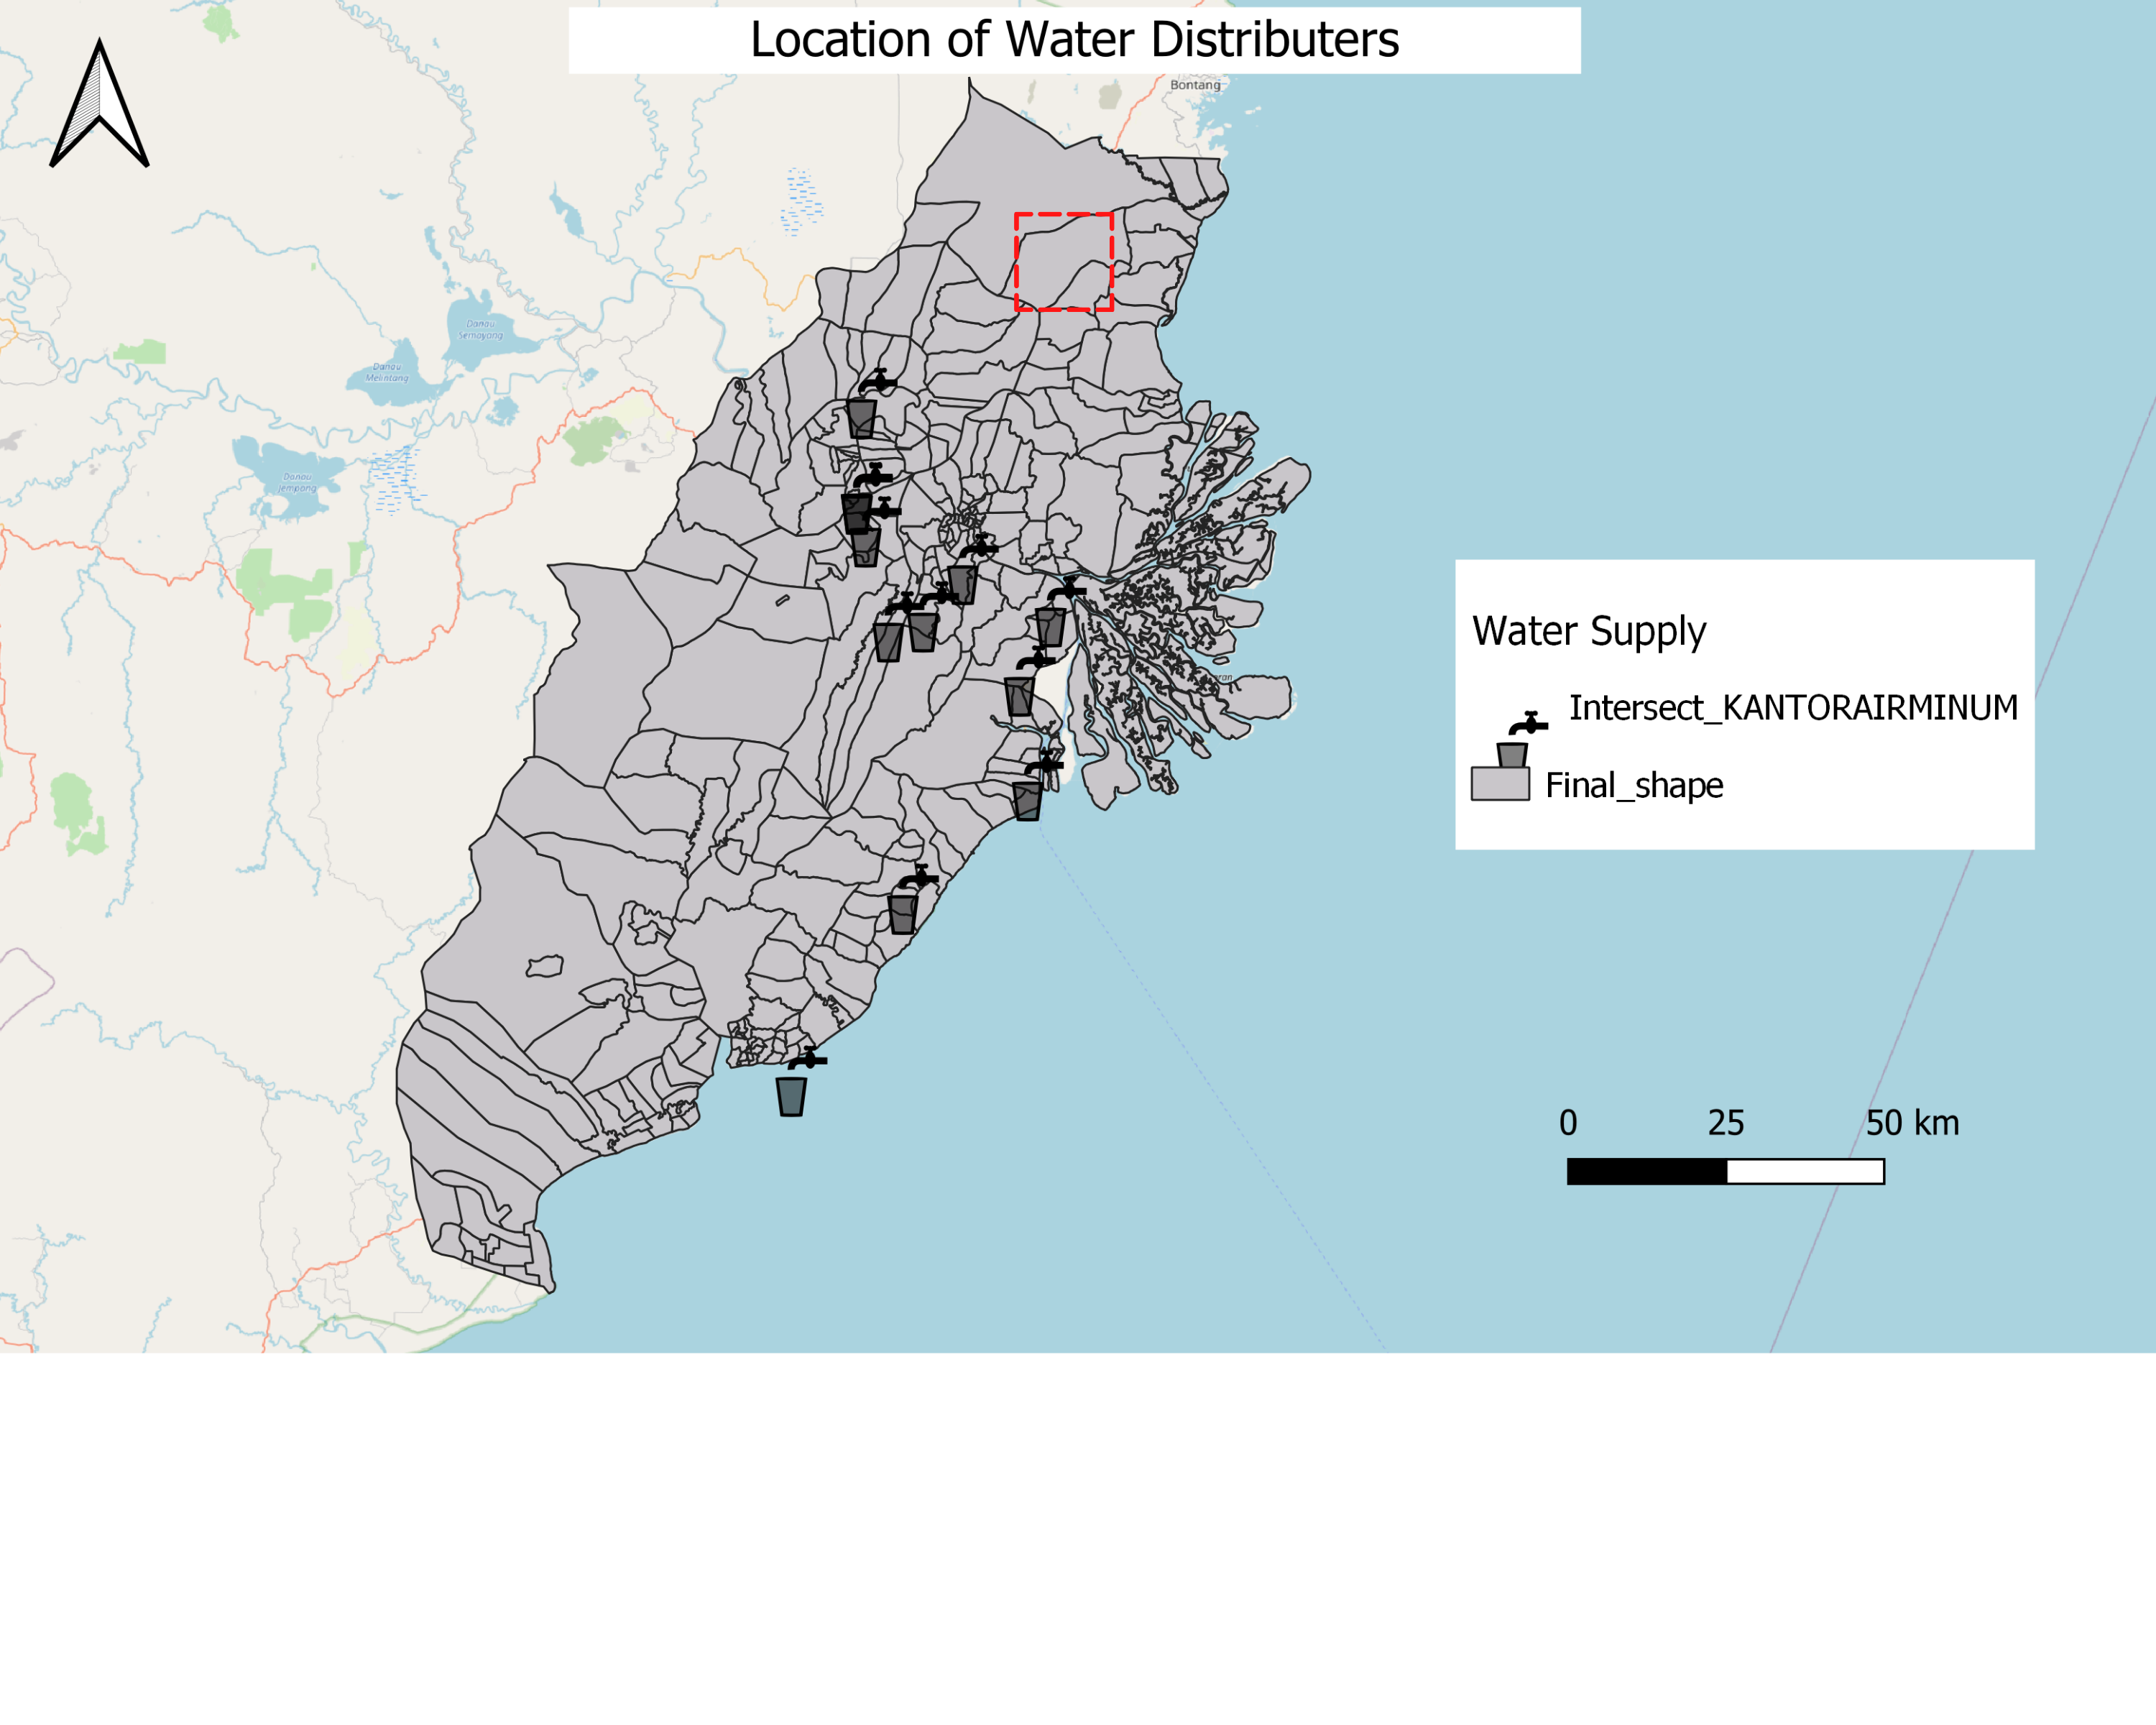 Location of Water Distributers
Bontang
Danau
Semayang
Danau
Melintang
Danau
Jempang
Water Supply
Intersect_KANTORAIRMINUM
Final_shape
0 25 50 km